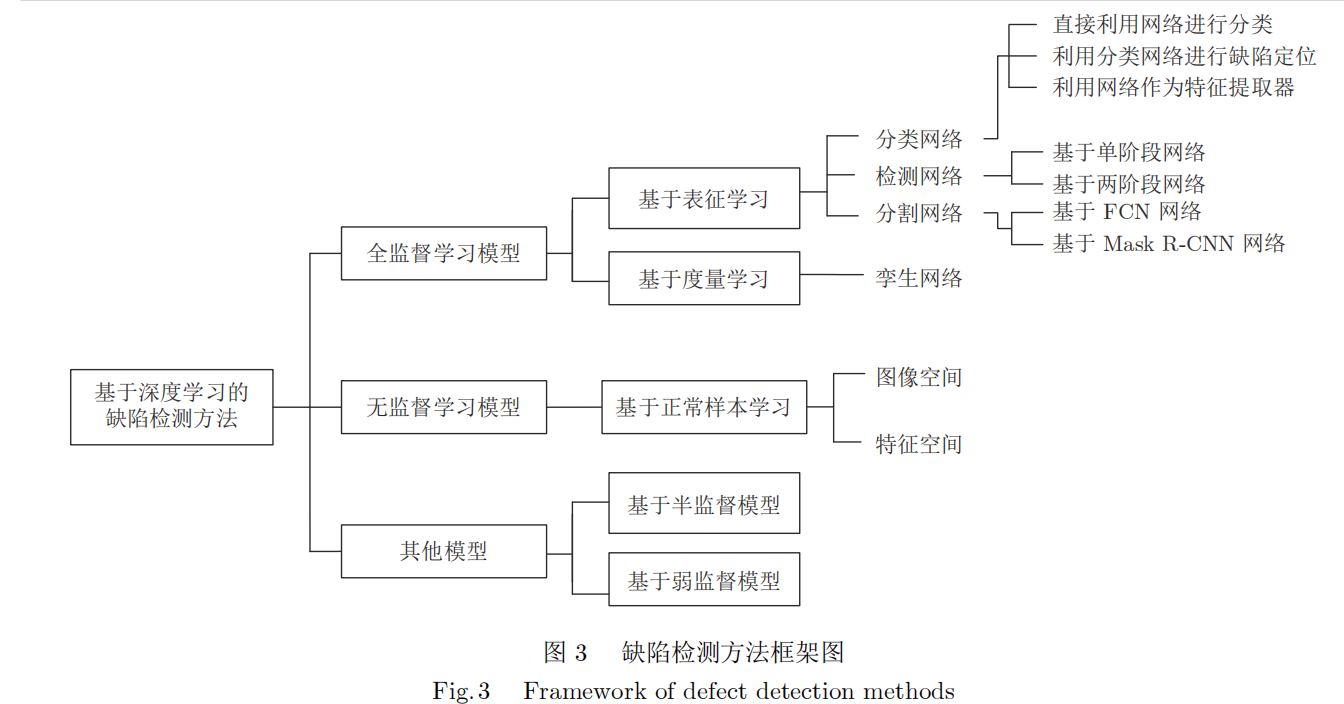 直接利用网络进行分类
利用分类网络进行缺陷定位
利用网络作为特征提取器
分类网络
检测网络
分割网络
基于单阶段网络
基于两阶段网络
基于 FCN 网络
基于 Mask R-CNN 网络
基于表征学习
全监督学习模型
基于度量学习
孪生网络
基于深度学习的
缺陷检测方法
无监督学习模型
基于正常样本学习
图像空间
特征空间
其他模型
基于半监督模型
基于弱监督模型
图 3 缺陷检测方法框架图
Fig. 3 Framework of defect detection methods